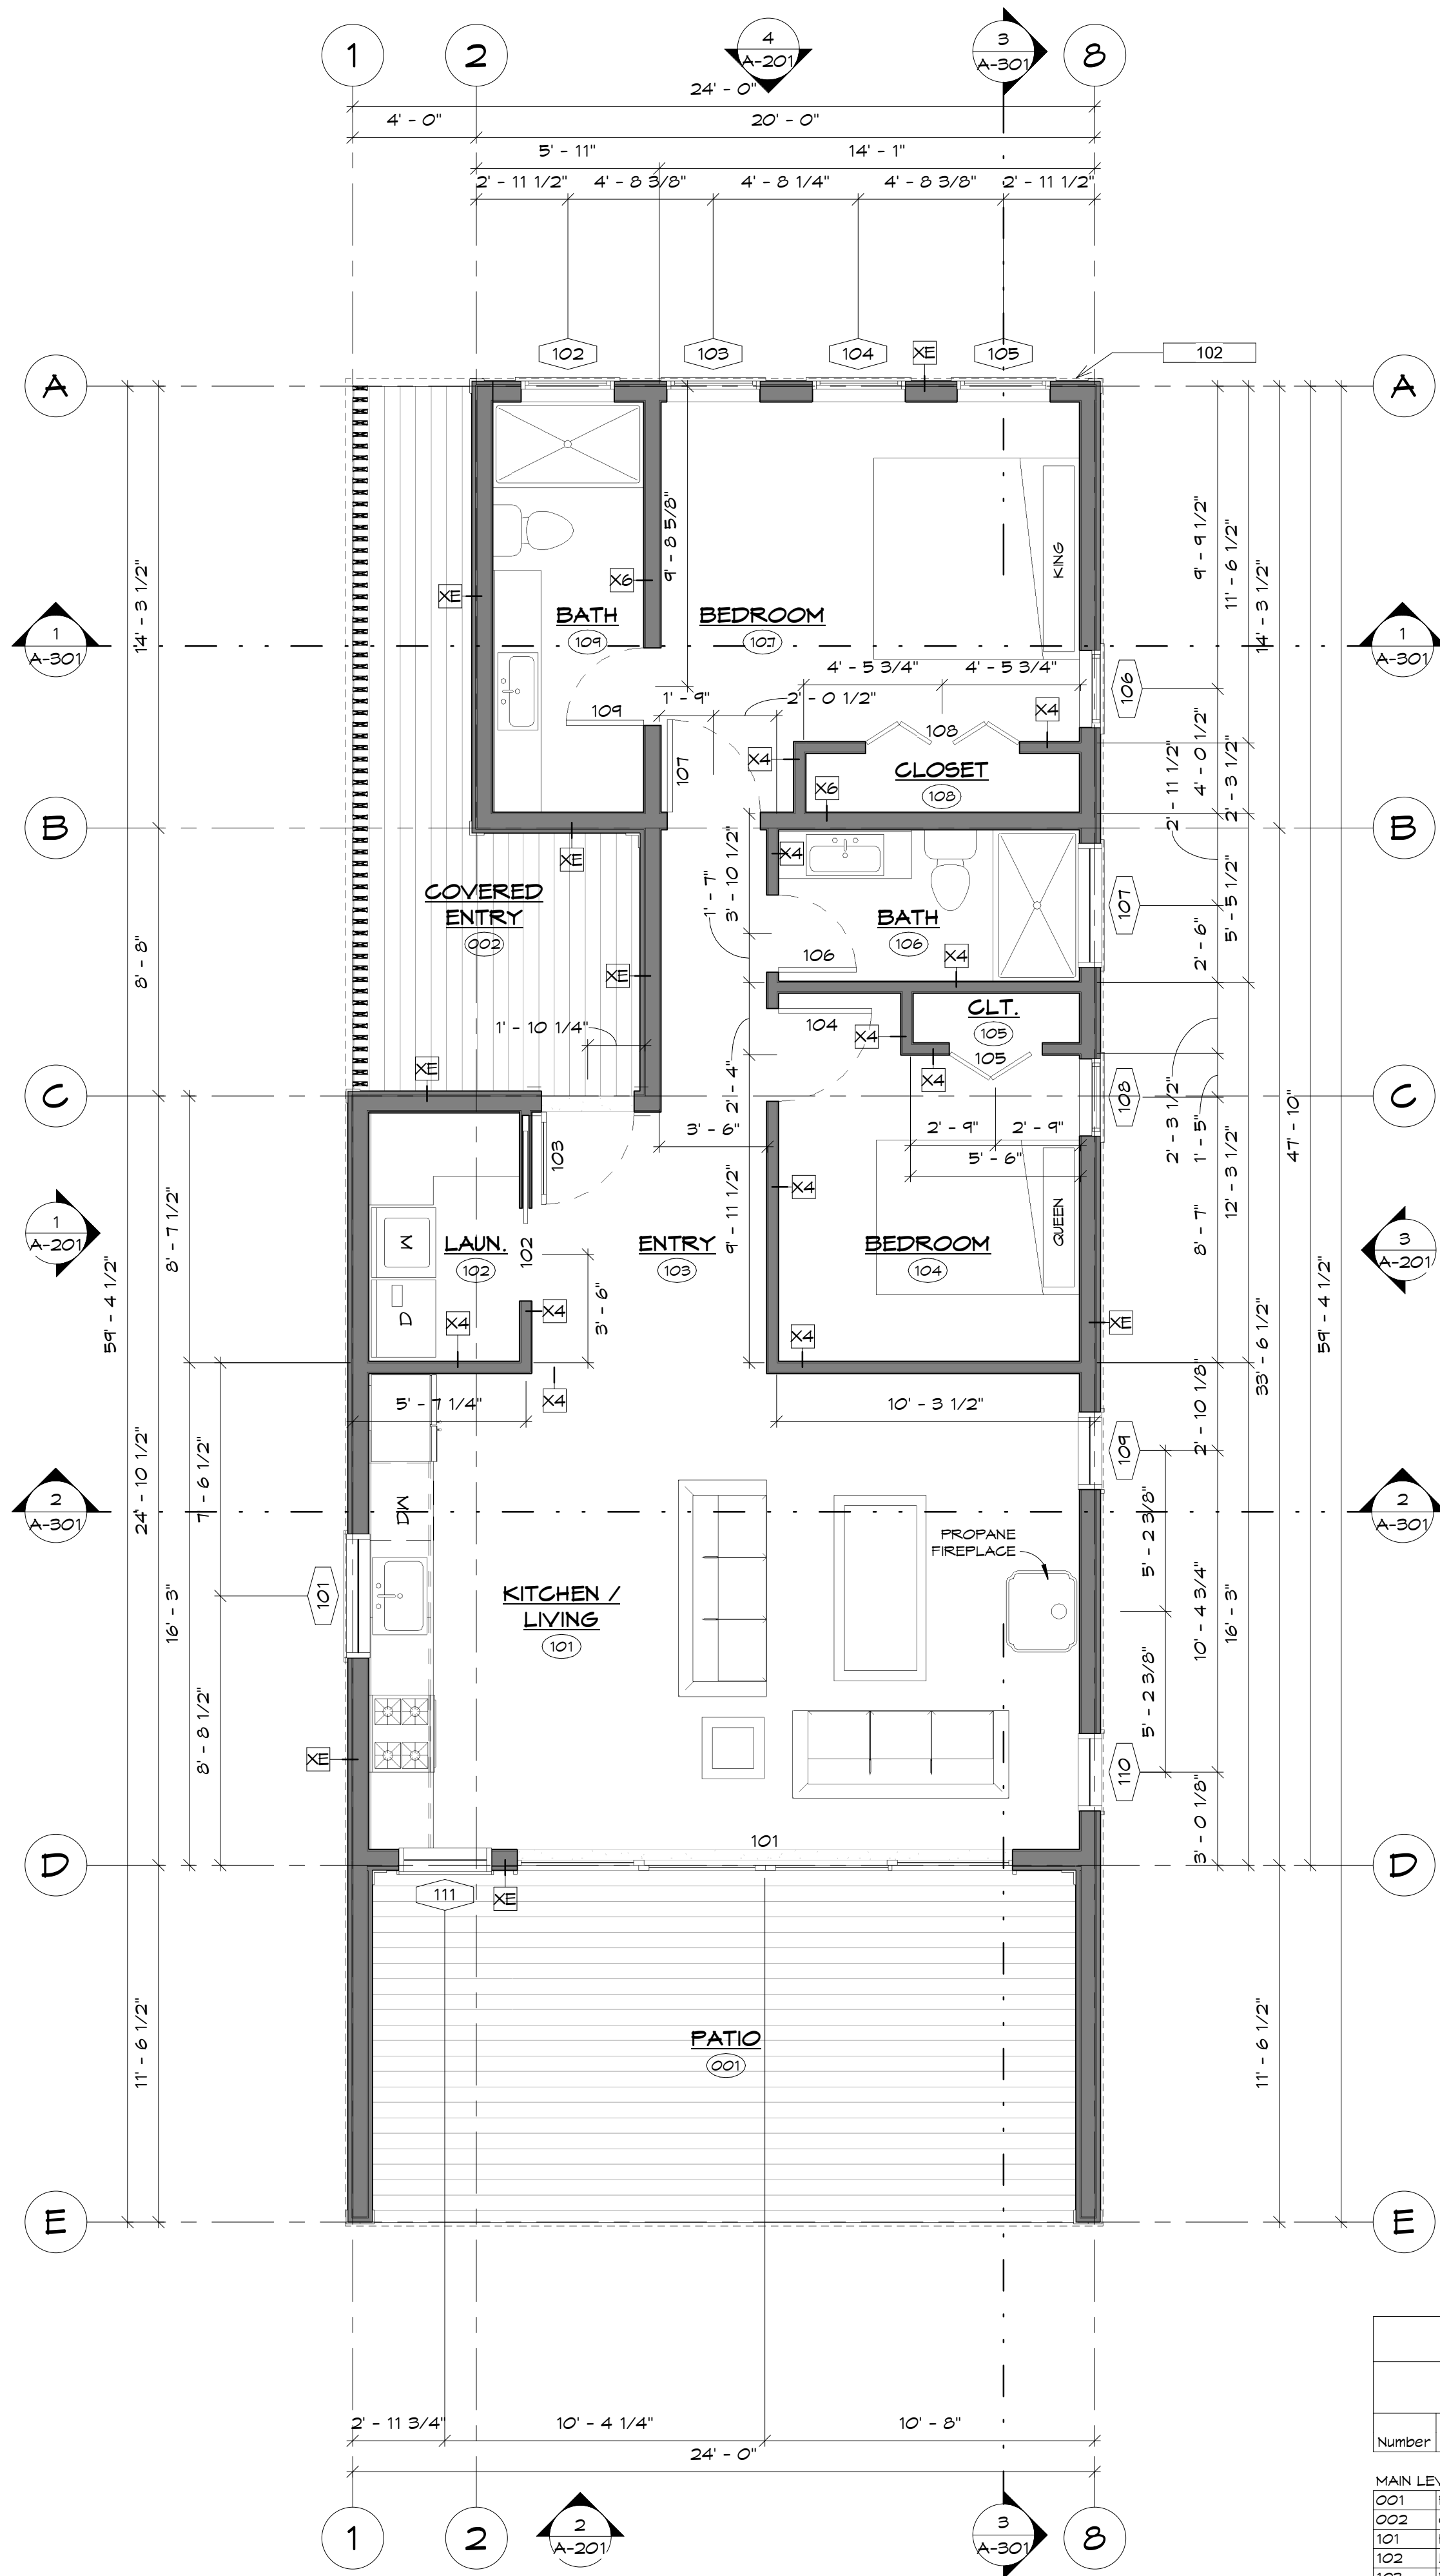 1
2
4
A-201
3
A-301
8
24' - 0"
4' - 0"
20' - 0"
5' - 11"
14' - 1"
2' - 11 1/2"
4' - 8 3/8"
4' - 8 1/4"
4' - 8 3/8"
2' - 11 1/2"
102
103
104
XE
105
102
A
A
14' - 3 1/2"
9' - 8 5/8"
KING
9' - 9 1/2"
11' - 6 1/2"
14' - 3 1/2"
XE
X6
BATH
109
BEDROOM
107
1
A-301
1
A-301
4' - 5 3/4"
4' - 5 3/4"
106
1' - 9"
2' - 0 1/2"
109
108
X4
107
X4
CLOSET
108
X6
2' - 11 1/2"
4' - 0 1/2"
2' - 3 1/2"
B
B
XE
X4
COVERED
ENTRY
002
1' - 7"
3' - 10 1/2"
BATH
106
107
5' - 5 1/2"
2' - 6"
8' - 8"
XE
106
X4
1' - 10 1/4"
104
X4
CLT.
105
105
X4
XE
C
C
108
2' - 4"
2' - 3 1/2"
1' - 5"
3' - 6"
2' - 9"
2' - 9"
5' - 6"
103
X4
12' - 3 1/2"
47' - 10"
8' - 7 1/2"
1
A-201
M
LAUN.
102
102
ENTRY
103
9' - 11 1/2"
BEDROOM
104
QUEEN
8' - 7"
3
A-201
59' - 4 1/2"
D
X4
X4
3' - 6"
X4
XE
33' - 6 1/2"
59' - 4 1/2"
X4
5' - 7 1/4"
10' - 3 1/2"
2' - 10 1/8"
24' - 10 1/2"
7' - 6 1/2"
109
2
A-301
2
A-301
DW
PROPANE
FIREPLACE
5' - 2 3/8"
101
KITCHEN /
LIVING
101
16' - 3"
10' - 4 3/4"
16' - 3"
8' - 8 1/2"
5' - 2 3/8"
XE
110
3' - 0 1/8"
101
D
D
111
XE
11' - 6 1/2"
PATIO
001
11' - 6 1/2"
E
E
2' - 11 3/4"
10' - 4 1/4"
10' - 8"
24' - 0"
1
2
2
A-201
3
A-301
8
Number
MAIN LEV
001
002
101
102